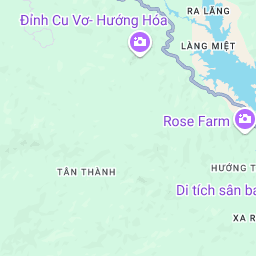 RA LĂNG
Đỉnh Cu Vơ- Hướng Hóa
LÀNG MIỆT
Rose Farm
TÂN THÀNH
HƯỚNG T
Di tích sân ba
XA R